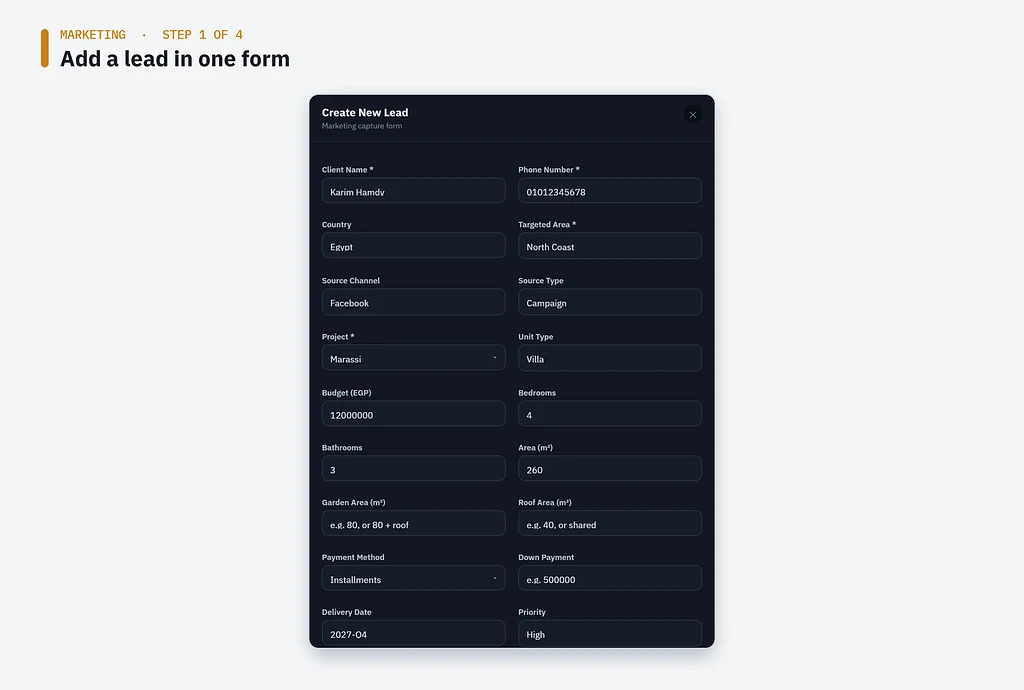 MARKETING · STEP 1 OF 4
Add a lead in one form
Create New Lead
Marketing capture form
Client Name * Phone Number *
Karim Hamdy 01012345678
Country Targeted Area *
Egypt North Coast
Source Channel Source Type
Facebook Campaign
Project * Unit Type
Marassi Villa
Budget (EGP) Bedrooms
12000000 4
Bathrooms Area (m²)
3 260
Garden Area (m²) Roof Area (m²)
e.g. 80, or 80 + roof e.g. 40, or shared
Payment Method Down Payment
Installments e.g. 500000
Delivery Date Priority
2027-Q4 High